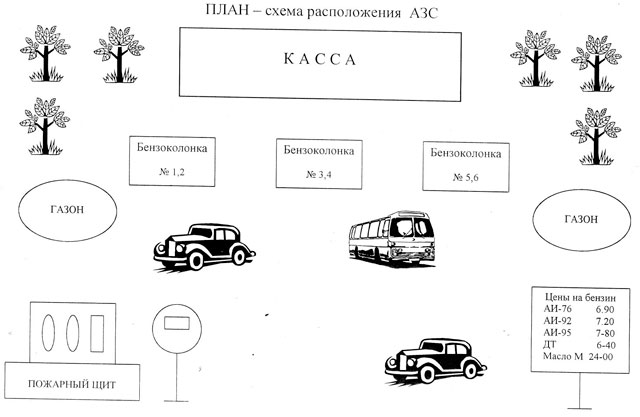 ПЛАН – схема расположения АЗС
КАССА
Бензоколонка
№ 1,2
Бензоколонка
№ 3,4
Бензоколонка
№ 5,6
ГАЗОН
ГАЗОН
Цены на бензин
АИ-76 6.90
АИ-92 7.20
АИ-95 7-80
ДТ 6-40
Масло М 24-00
ПОЖАРНЫЙ ЩИТ